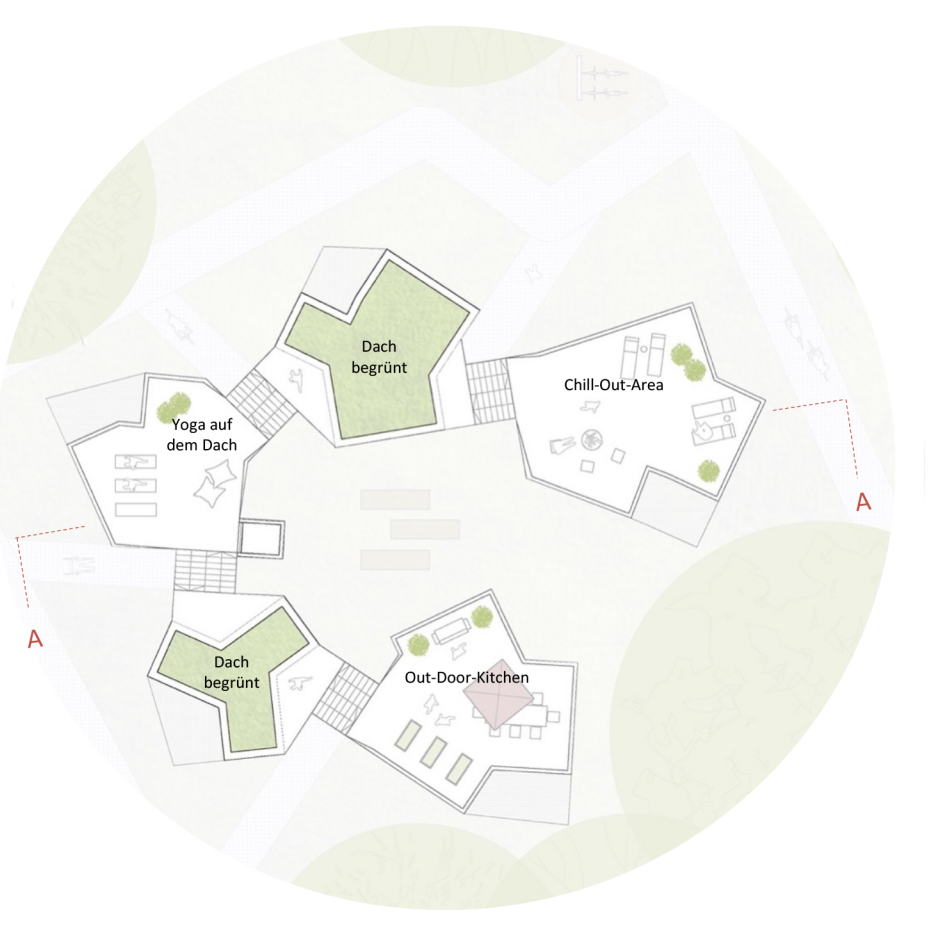 Dach
begrünt
Chill-Out-Area
Yoga auf
dem Dach
A
A
Dach
begrünt
Out-Door-Kitchen